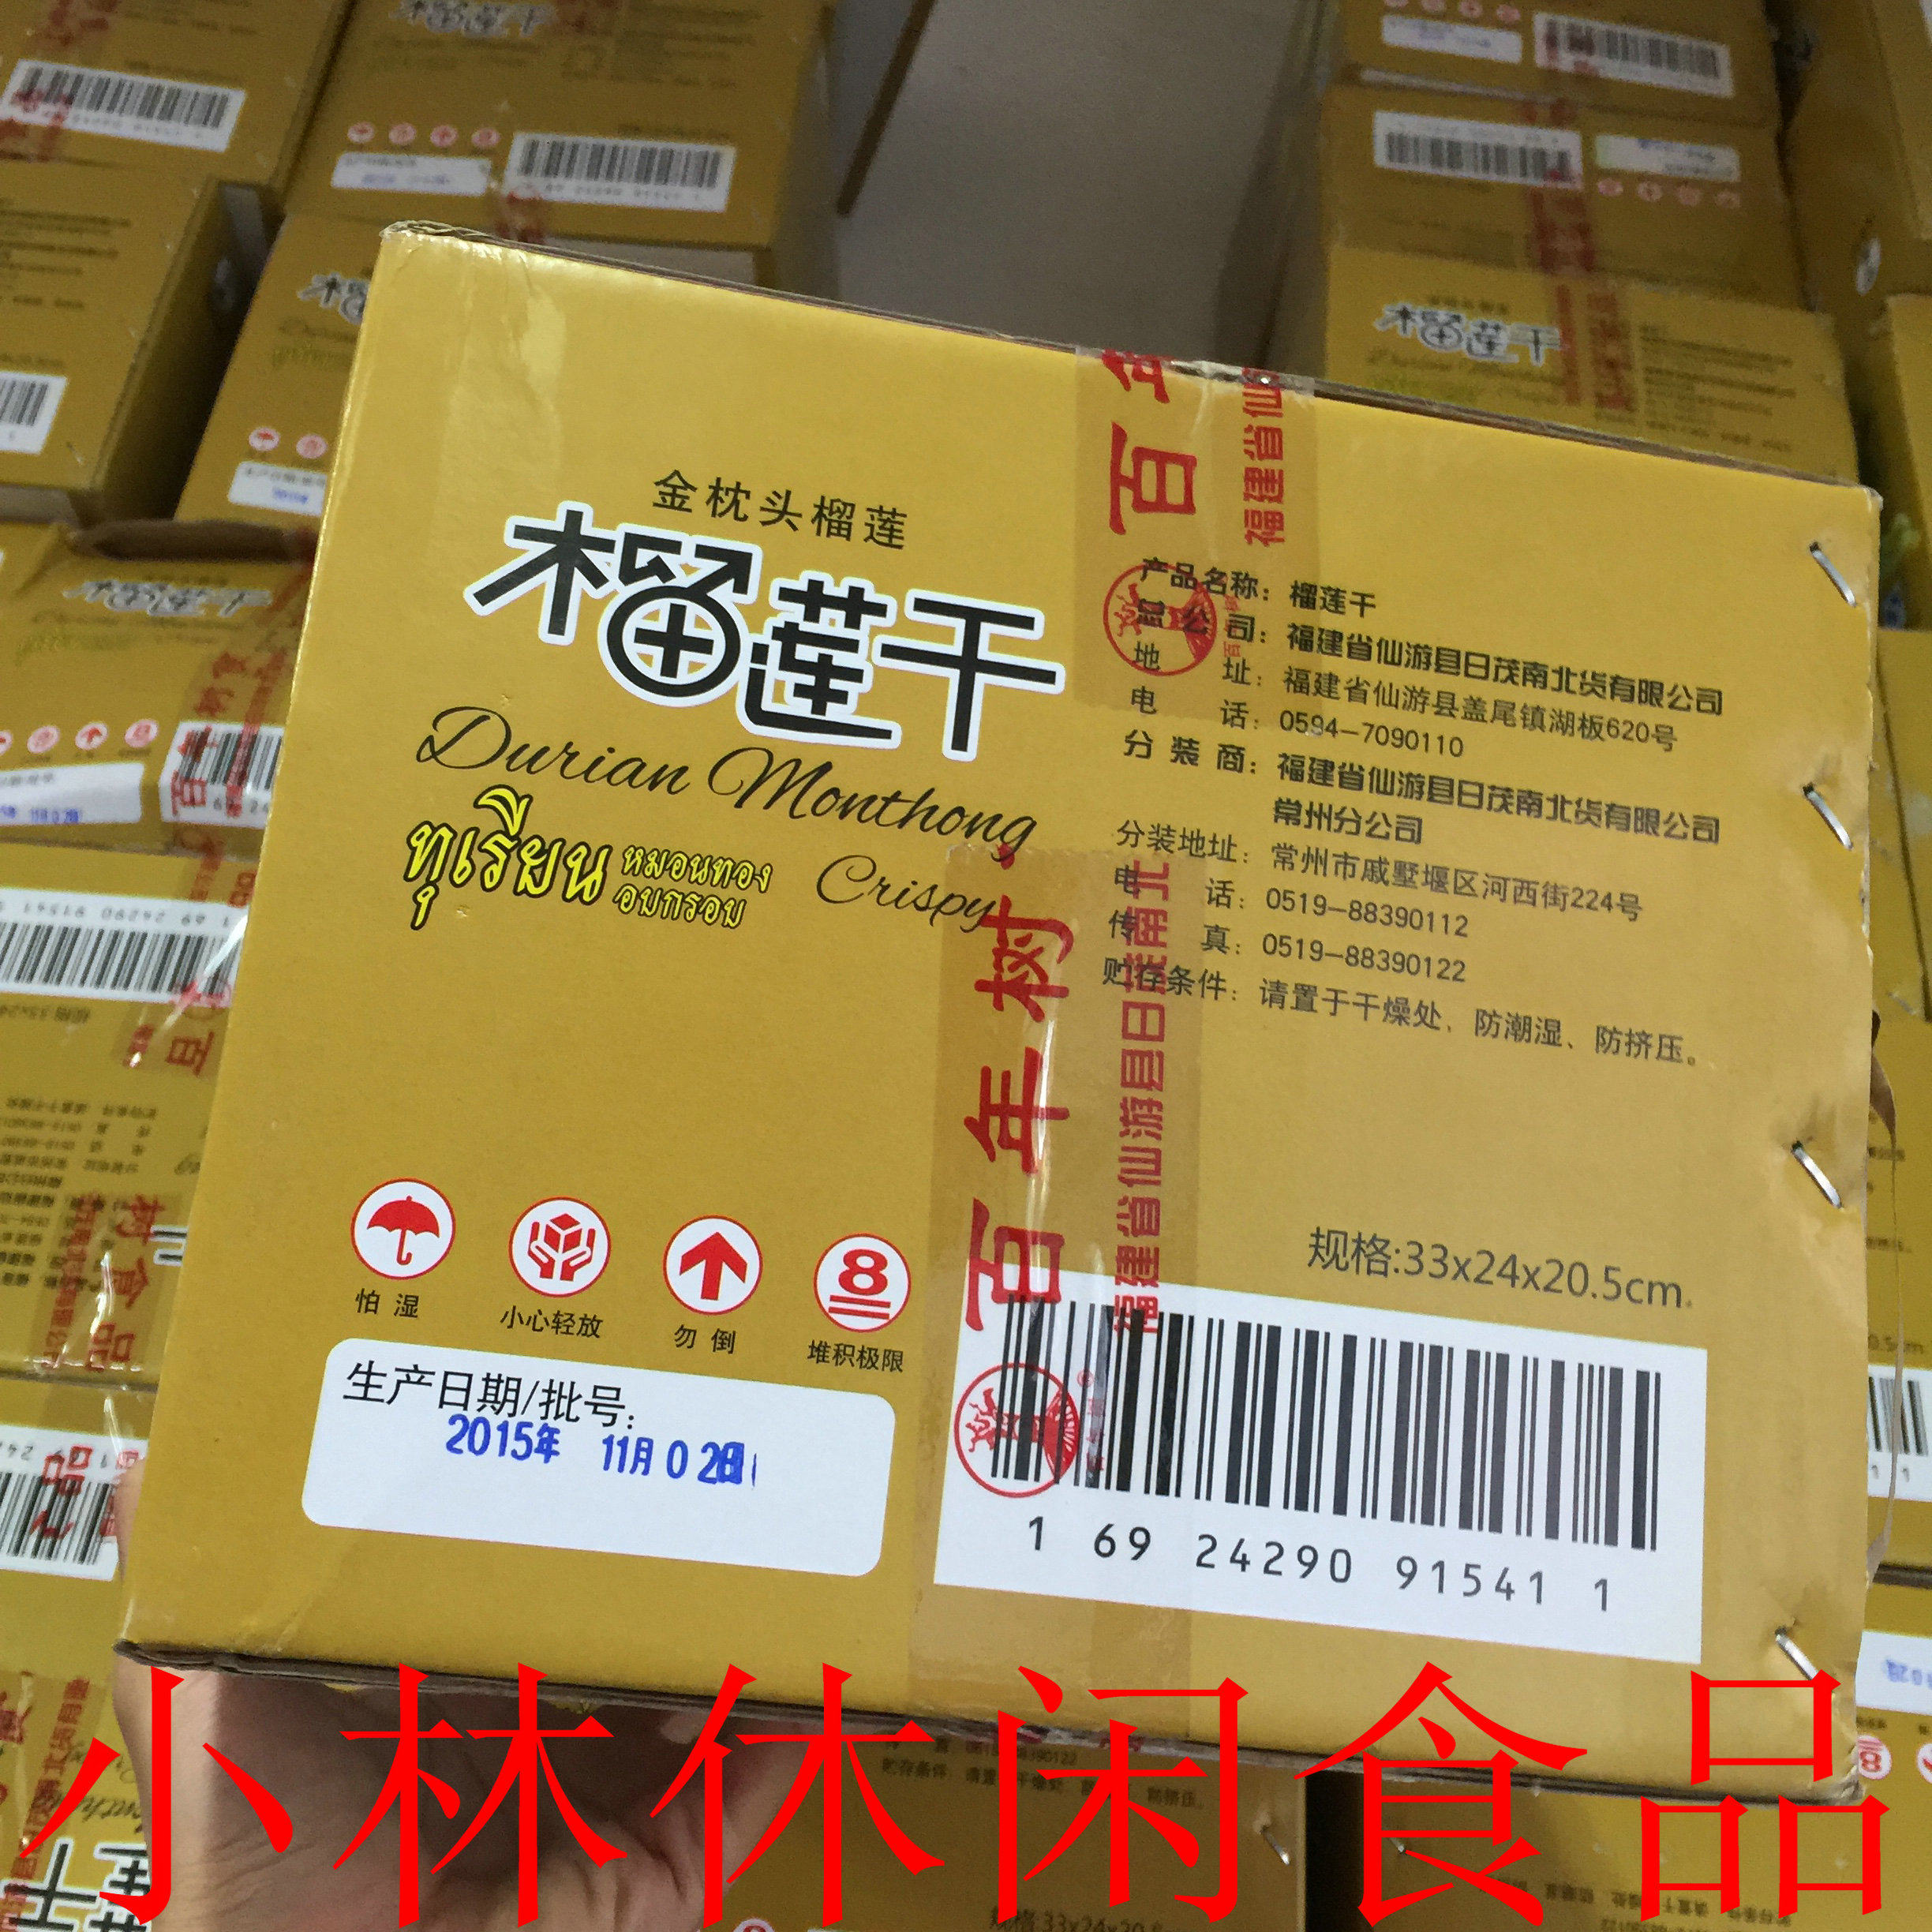 金枕头榴莲
榴莲干
Durian Monthong
Crispy
ทุเรียน หมอนทอง
อบกรอบ
产品名称：榴莲干
总公司：福建省仙游县日茂南北货有限公司
地址：福建省仙游县盖尾镇湖板620号
电话：0594-7090110
分装商：福建省仙游县日茂南北货有限公司
常州分公司
分装地址：常州市戚墅堰区河西街224号
电话：0519-88390112
传真：0519-88390122
贮存条件：请置于干燥处、防潮湿、防挤压。
百年
福建省仙
百年树
福建省仙游县日茂南北
怕湿
小心轻放
勿倒
8
堆积极限
规格:33x24x20.5cm
生产日期/批号:
2015年 11月 0
1 69 24290 91541 1
小林休闲食品